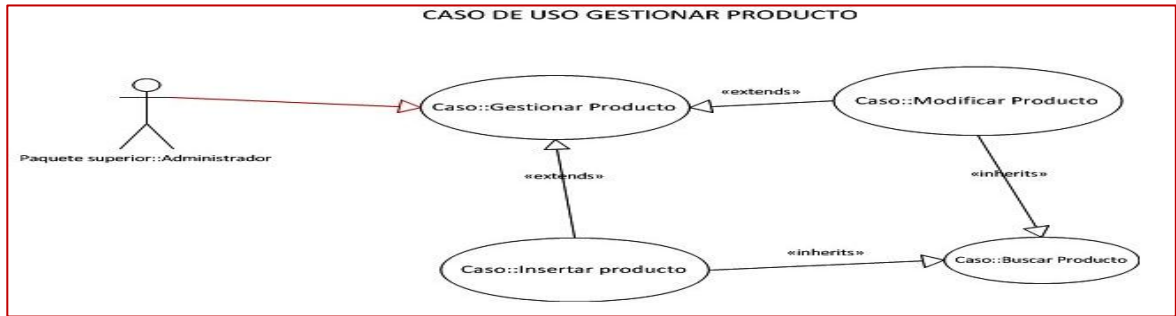 CASO DE USO GESTIONAR PRODUCTO
Caso::Gestionar Producto
«extends»
Caso::Modificar Producto
Paquete superior::Administrador
«extends»
«inherits»
Caso::Insertar producto
«inherits»
Caso::Buscar Producto